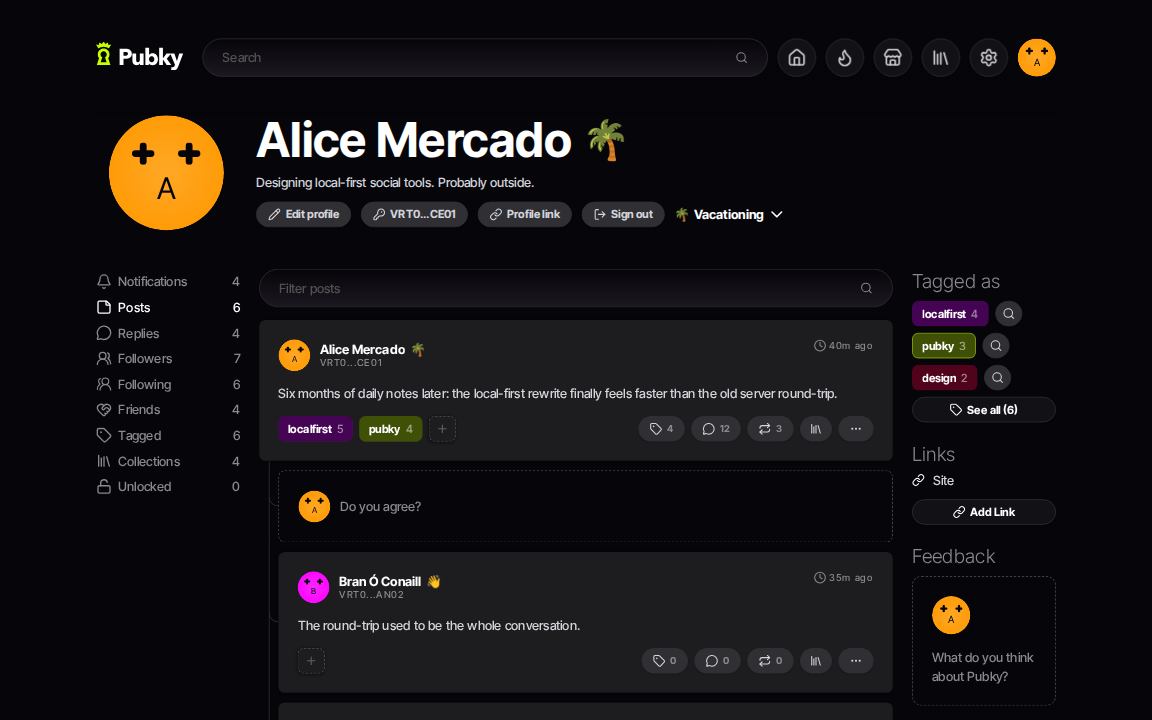 Pubky
Search
A
A
Alice Mercado 🌴
Designing local-first social tools. Probably outside.
Edit profile
VRT0...CE01
Profile link
Sign out
🌴 Vacationing
Notifications 4
Posts 6
Replies 4
Followers 7
Following 6
Friends 4
Tagged 6
Collections 4
Unlocked 0
Filter posts
A
Alice Mercado 🌴
VRT0...CE01
40m ago
Six months of daily notes later: the local-first rewrite finally feels faster than the old server round-trip.
localfirst 5
pubky 4
+
4
12
3
A
Do you agree?
B
Bran Ó Conaill 👋
VRT0...AN02
35m ago
The round-trip used to be the whole conversation.
+
0
0
0
Tagged as
localfirst 4
pubky 3
design 2
See all (6)
Links
Site
Add Link
Feedback
A
What do you think
about Pubky?